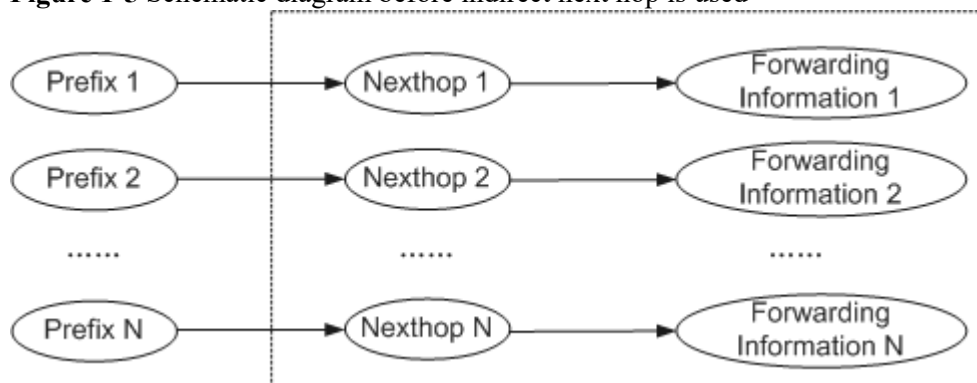 Figure 1-3 Schematic diagram before indirect next hop is used
Prefix 1
Nexthop 1
Forwarding
Information 1
Prefix 2
Nexthop 2
Forwarding
Information 2
......
......
......
Prefix N
Nexthop N
Forwarding
Information N